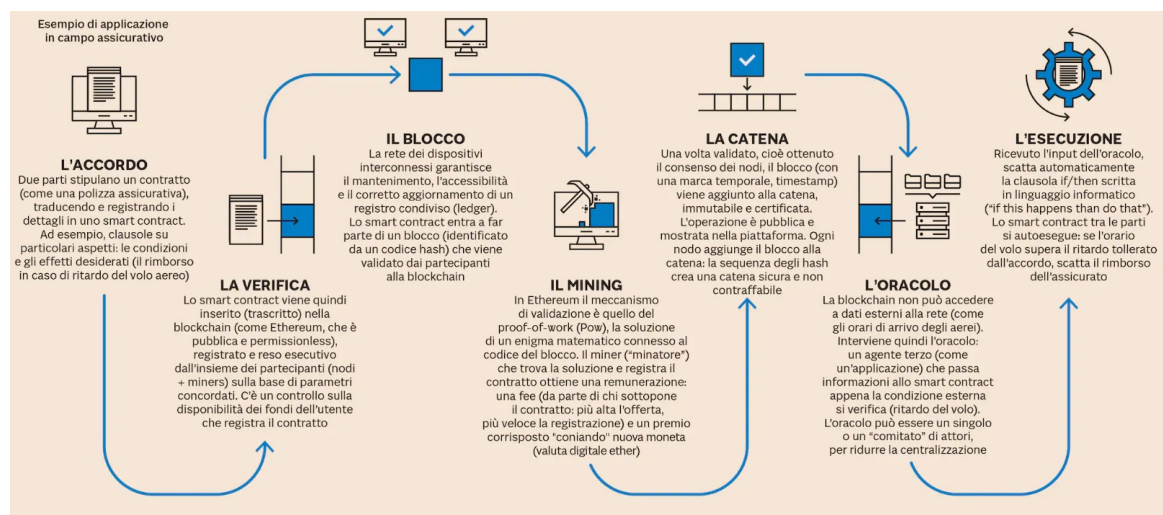 Esempio di applicazione
in campo assicurativo
L'ACCORDO
Due parti stipulano un contratto
(come una polizza assicurativa),
traducendo e registrando i
dettagli in uno smart contract.
Ad esempio, clausole su
particolari aspetti: le condizioni
e gli effetti desiderati (il rimborso
in caso di ritardo del volo aereo)
LA VERIFICA
Lo smart contract viene quindi
inserito (trascritto) nella
blockchain (come Ethereum, che è
pubblica e permissionless),
registrato e reso esecutivo
dall'insieme dei partecipanti (nodi
+ miners) sulla base di parametri
concordati. C'è un controllo sulla
disponibilità dei fondi dell'utente
che registra il contratto
IL BLOCCO
La rete dei dispositivi
interconnessi garantisce
il mantenimento, l'accessibilità
e il corretto aggiornamento di un
registro condiviso (ledger).
Lo smart contract entra a far
parte di un blocco (identificato
da un codice hash) che viene
validato dai partecipanti
alla blockchain
IL MINING
In Ethereum il meccanismo
di validazione è quello del
proof-of-work (Pow), la soluzione
di un enigma matematico connesso al
codice del blocco. Il miner ("minatore")
che trova la soluzione e registra il
contratto ottiene una remunerazione:
una fee (da parte di chi sottopone
il contratto: più alta l'offerta,
più veloce la registrazione) e un premio
corrisposto "coniando" nuova moneta
(valuta digitale ether)
LA CATENA
Una volta validato, cioè ottenuto
il consenso dei nodi, il blocco (con
una marca temporale, timestamp)
viene aggiunto alla catena,
immutabile e certificata.
L'operazione è pubblica e
mostrata nella piattaforma. Ogni
nodo aggiunge il blocco alla
catena: la sequenza degli hash
crea una catena sicura e non
contraffabile
L'ORACOLO
La blockchain non può accedere
a dati esterni alla rete (come
gli orari di arrivo degli aerei).
Interviene quindi l'oracolo:
un agente terzo (come
un'applicazione) che passa
informazioni allo smart contract
appena la condizione esterna
si verifica (ritardo del volo).
L'oracolo può essere un singolo
o un "comitato" di attori,
per ridurre la centralizzazione
L'ESECUZIONE
Ricevuto l'input dell'oracolo,
scatta automaticamente
la clausola if/then scritta
in linguaggio informatico
("if this happens than do that").
Lo smart contract tra le parti
si autoesegue: se l'orario
del volo supera il ritardo tollerato
dall'accordo, scatta il rimborso
dell'assicurato